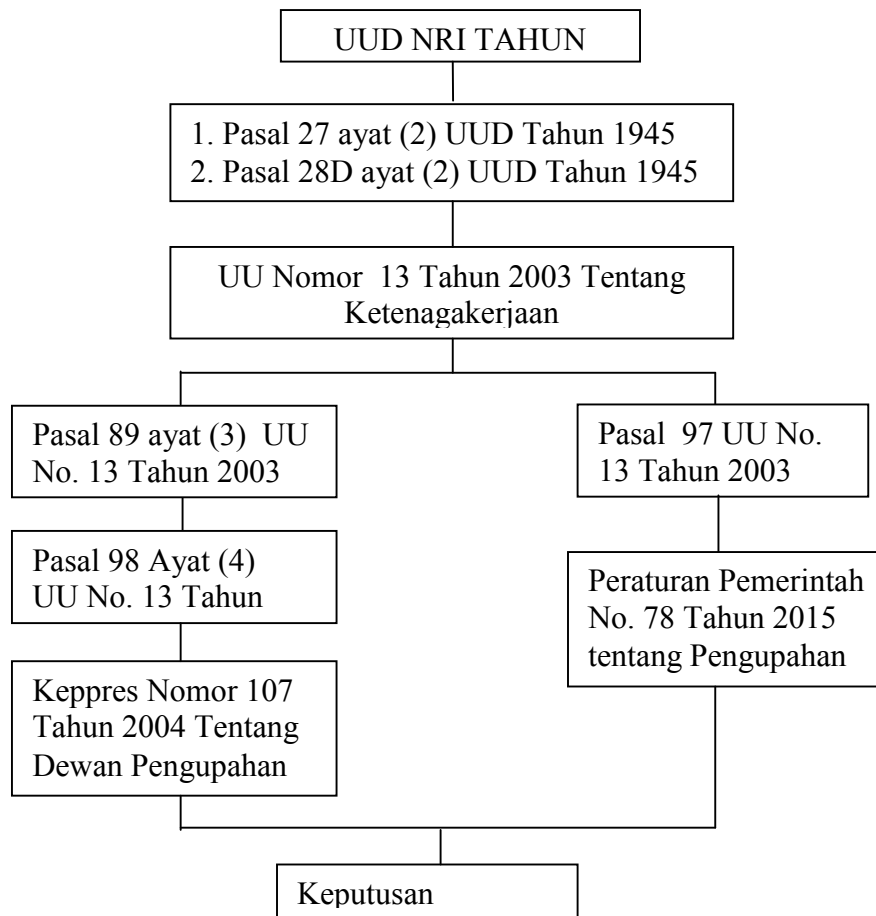 UUD NRI TAHUN
1. Pasal 27 ayat (2) UUD Tahun 1945
2. Pasal 28D ayat (2) UUD Tahun 1945
UU Nomor 13 Tahun 2003 Tentang
Ketenagakerjaan
Pasal 89 ayat (3) UU
No. 13 Tahun 2003
Pasal 97 UU No.
13 Tahun 2003
Pasal 98 Ayat (4)
UU No. 13 Tahun
Peraturan Pemerintah
No. 78 Tahun 2015
tentang Pengupahan
Keppres Nomor 107
Tahun 2004 Tentang
Dewan Pengupahan
Keputusan